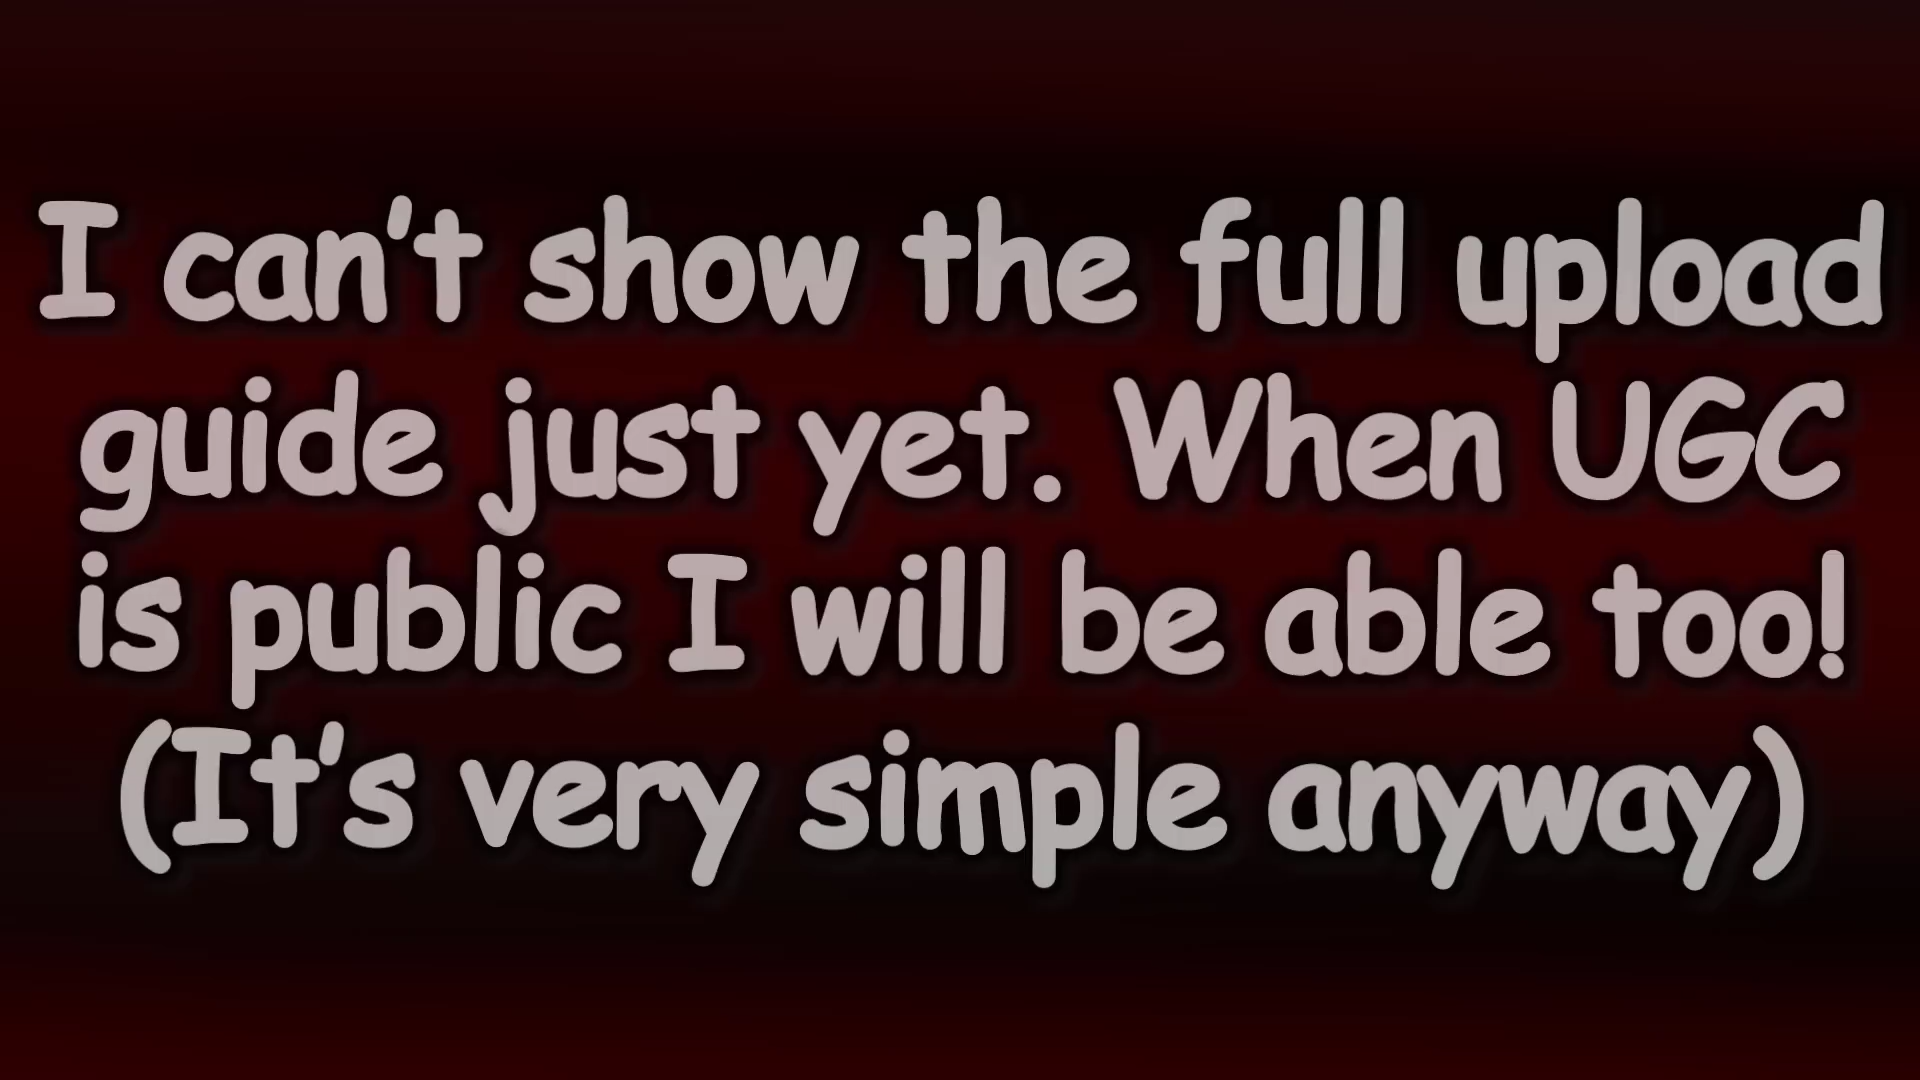 I can't show the full upload
guide just yet. When UGC
is public I will be able too!
(It's very simple anyway)